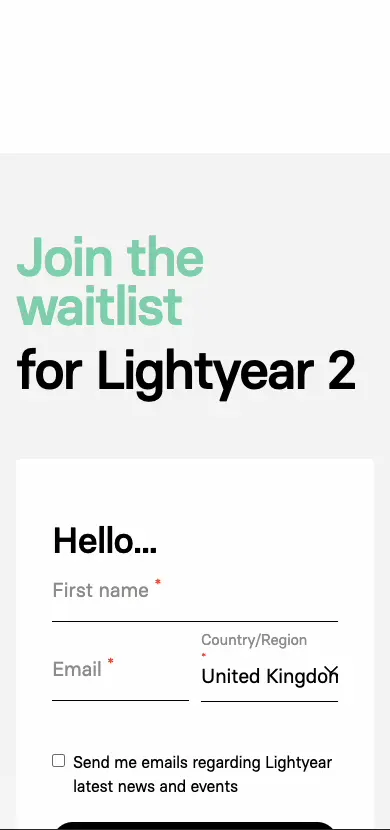 Join the
waitlist
for Lightyear 2
Hello...
First name *
Country/Region
*
Email *
United Kingdon
Send me emails regarding Lightyear
latest news and events